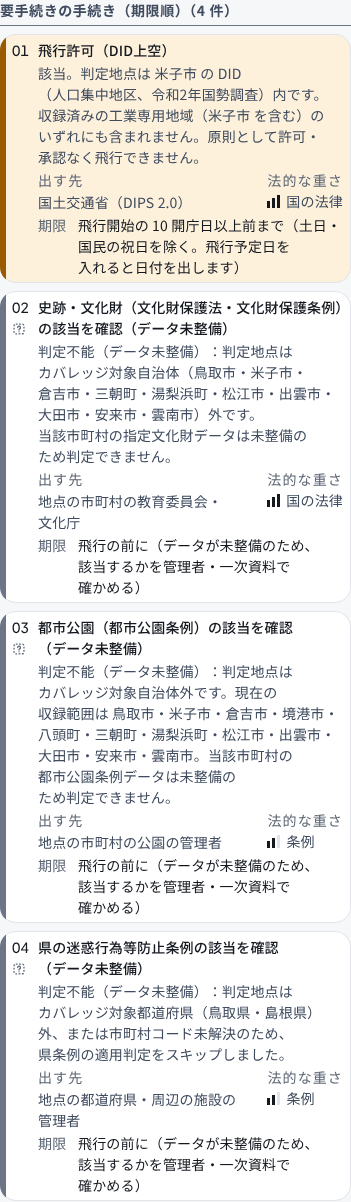 要手続きの手続き（期限順）（4 件）
01 飛行許可（DID上空）
該当。判定地点は 米子市 の DID
（人口集中地区、令和2年国勢調査）内です。
収録済みの工業専用地域（米子市 を含む）の
いずれにも含まれません。原則として許可・
承認なく飛行できません。
出す先 法的な重さ
国土交通省（DIPS 2.0） 国の法律
期限 飛行開始の 10 開庁日以上前まで（土日・
国民の祝日を除く。飛行予定日を
入れると日付を出します）
02 史跡・文化財（文化財保護法・文化財保護条例）
の該当を確認（データ未整備）
判定不能（データ未整備）：判定地点は
カバレッジ対象自治体（鳥取市・米子市・
倉吉市・三朝町・湯梨浜町・松江市・出雲市・
大田市・安来市・雲南市）外です。
当該市町村の指定文化財データは未整備の
ため判定できません。
出す先 法的な重さ
地点の市町村の教育委員会・ 国の法律
文化庁
期限 飛行の前に（データが未整備のため、
該当するかを管理者・一次資料で
確かめる）
03 都市公園（都市公園条例）の該当を確認
（データ未整備）
判定不能（データ未整備）：判定地点は
カバレッジ対象自治体外です。現在の
収録範囲は 鳥取市・米子市・倉吉市・境港市・
八頭町・三朝町・湯梨浜町・松江市・出雲市・
大田市・安来市・雲南市。当該市町村の
都市公園条例データは未整備の
ため判定できません。
出す先 法的な重さ
地点の市町村の公園の管理者 条例
期限 飛行の前に（データが未整備のため、
該当するかを管理者・一次資料で
確かめる）
04 県の迷惑行為等防止条例の該当を確認
（データ未整備）
判定不能（データ未整備）：判定地点は
カバレッジ対象都道府県（鳥取県・島根県）
外、または市町村コード未解決のため、
県条例の適用判定をスキップしました。
出す先 法的な重さ
地点の都道府県・周辺の施設の 条例
管理者
期限 飛行の前に（データが未整備のため、
該当するかを管理者・一次資料で
確かめる）